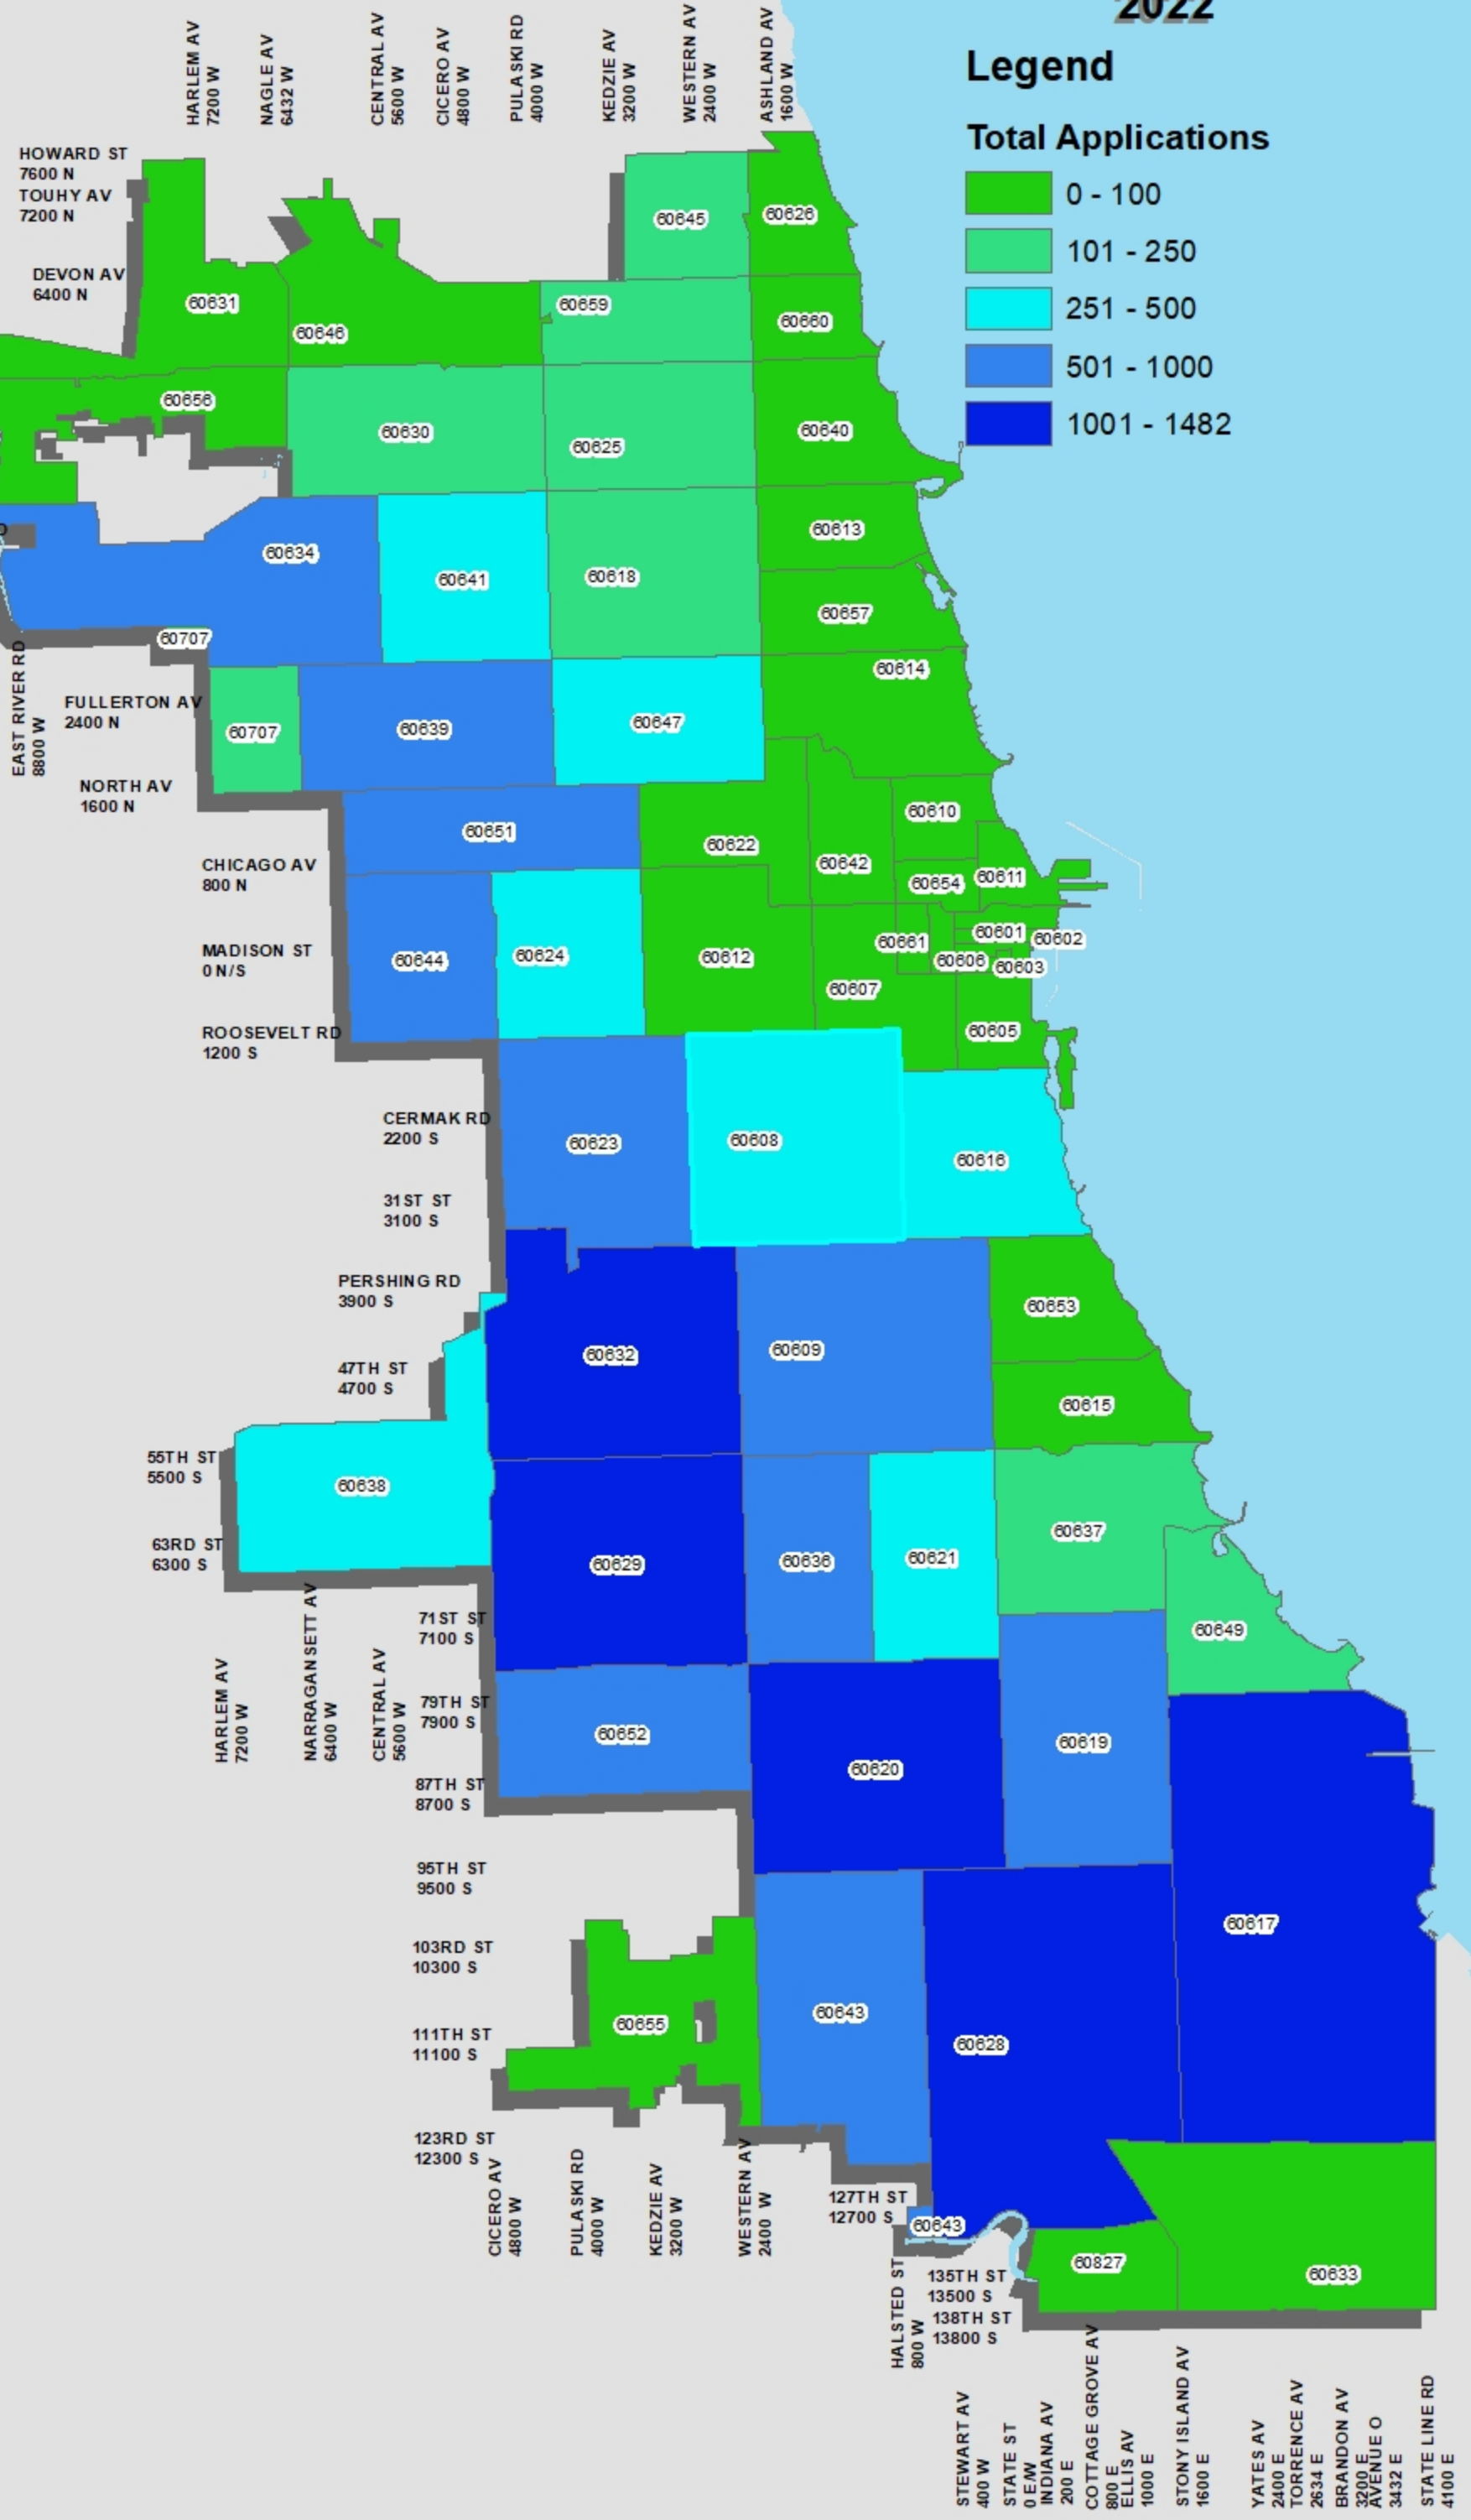 2022
Legend
Total Applications
0 - 100
101 - 250
251 - 500
501 - 1000
1001 - 1482
HARLEM AV
7200 W
NAGLE AV
6432 W
CENTRAL AV
5600 W
CICERO AV
4800 W
PULASKI RD
4000 W
KEDZIE AV
3200 W
WESTERN AV
2400 W
ASHLAND AV
1600 W
HOWARD ST
7600 N
TOUHY AV
7200 N
DEVON AV
6400 N
60645
60626
60631
60646
60659
60660
60656
60630
60625
60640
60634
60641
60618
60613
60657
60707
60614
EAST RIVER RD
8800 W
FULLERTON AV
2400 N
60707
60639
60647
NORTH AV
1600 N
60651
60622
60610
60642
60654
60611
CHICAGO AV
800 N
MADISON ST
0 N/S
60644
60624
60612
60661
60601
60602
60606
60603
60607
60605
ROOSEVELT RD
1200 S
CERMAK RD
2200 S
60623
60608
60616
31ST ST
3100 S
PERSHING RD
3900 S
60653
60632
60609
47TH ST
4700 S
60615
55TH ST
5500 S
60638
63RD ST
6300 S
60629
60636
60621
60637
60649
71ST ST
7100 S
HARLEM AV
7200 W
NARRAGANSETT AV
6400 W
CENTRAL AV
5600 W
79TH ST
7900 S
60652
60620
60619
87TH ST
8700 S
95TH ST
9500 S
60617
103RD ST
10300 S
60655
60643
60628
111TH ST
11100 S
123RD ST
12300 S
CICERO AV
4800 W
PULASKI RD
4000 W
KEDZIE AV
3200 W
WESTERN AV
2400 W
127TH ST
12700 S
60643
60827
60633
135TH ST
13500 S
138TH ST
13800 S
HALSTED ST
800 W
STEWART AV
400 W
STATE ST
0 E/W
INDIANA AV
200 E
COTTAGE GROVE AV
800 E
ELLIS AV
1000 E
STONY ISLAND AV
1600 E
YATES AV
2400 E
TORRENCE AV
2634 E
BRANDON AV
3200 E
AVENUE O
3432 E
STATE LINE RD
4100 E